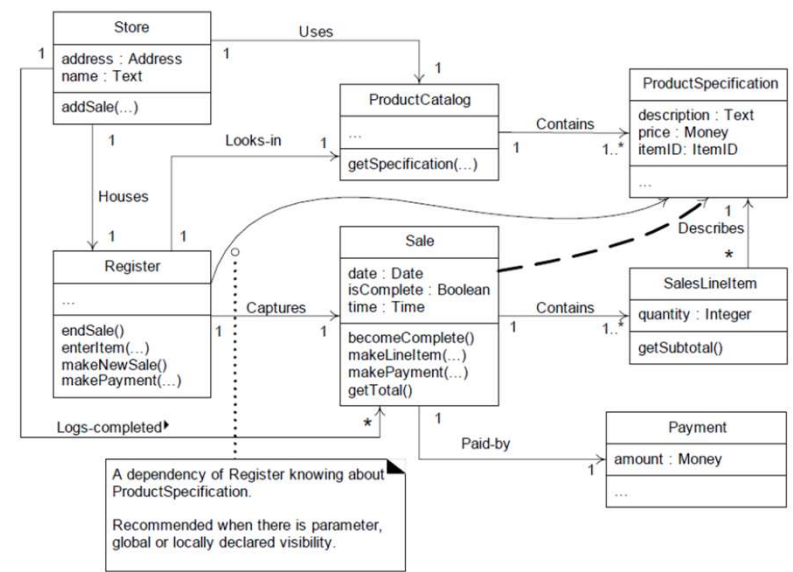 Store
address : Address
name : Text
addSale(...)
1
1
Uses
1
ProductCatalog
...
getSpecification(...)
ProductSpecification
description : Text
price : Money
itemID: ItemID
...
Contains
1
1..*
1
Looks-in
1
Houses
1
1
Register
...
endSale()
enterItem(...)
makeNewSale()
makePayment(...)
Sale
date : Date
isComplete : Boolean
time : Time
becomeComplete()
makeLineItem(...)
makePayment(...)
getTotal()
1
Describes
*
SalesLineItem
quantity : Integer
getSubtotal()
Captures
1
1
Contains
1
1..*
Logs-completed
*
1
Paid-by
1
Payment
amount : Money
...
A dependency of Register knowing about
ProductSpecification.
Recommended when there is parameter,
global or locally declared visibility.